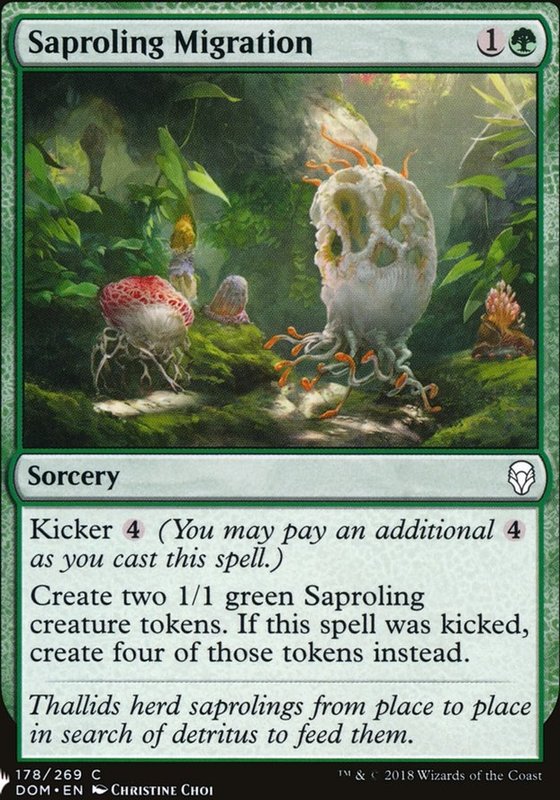 Saproling Migration 1
Sorcery
Kicker 4 (You may pay an additional 4
as you cast this spell.)
Create two 1/1 green Saproling
creature tokens. If this spell was kicked,
create four of those tokens instead.
Thallids herd saprolings from place to place
in search of detritus to feed them.
178/269 C
DOM • EN Christine Choi
™ & © 2018 Wizards of the Coast